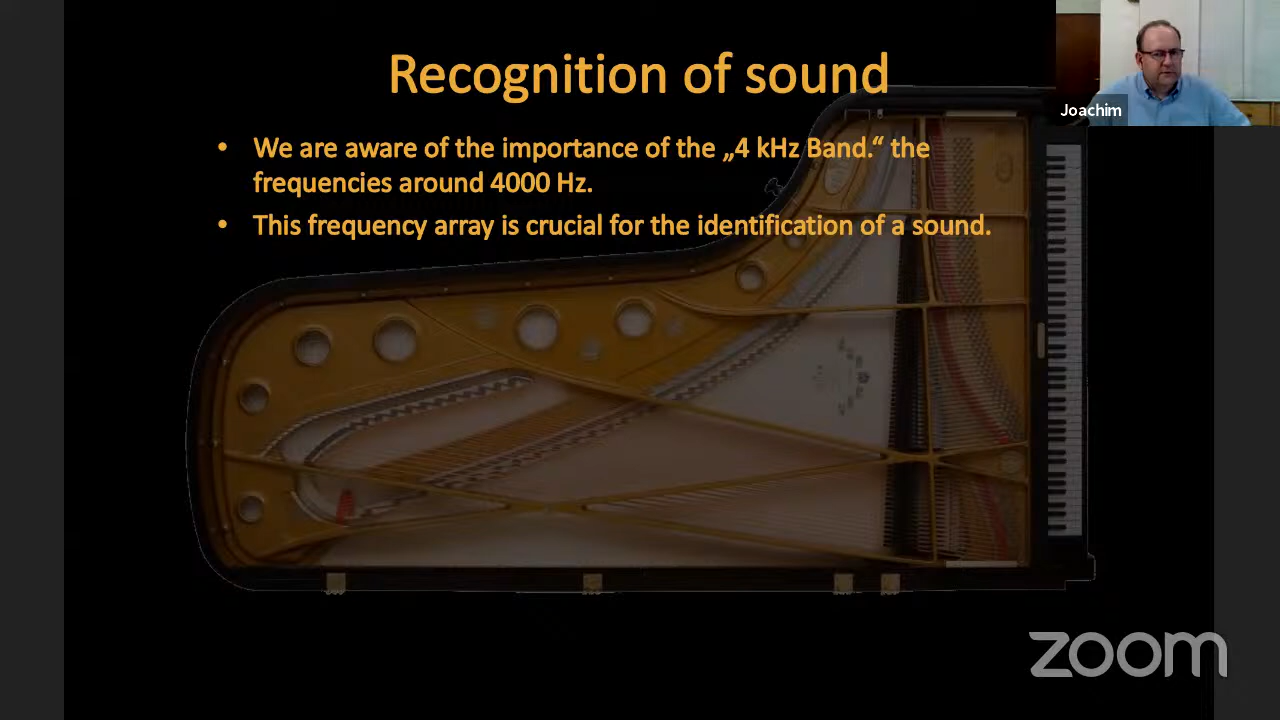 Recognition of sound
Joachim
• We are aware of the importance of the „4 kHz Band.“ the
frequencies around 4000 Hz.
• This frequency array is crucial for the identification of a sound.
zoom